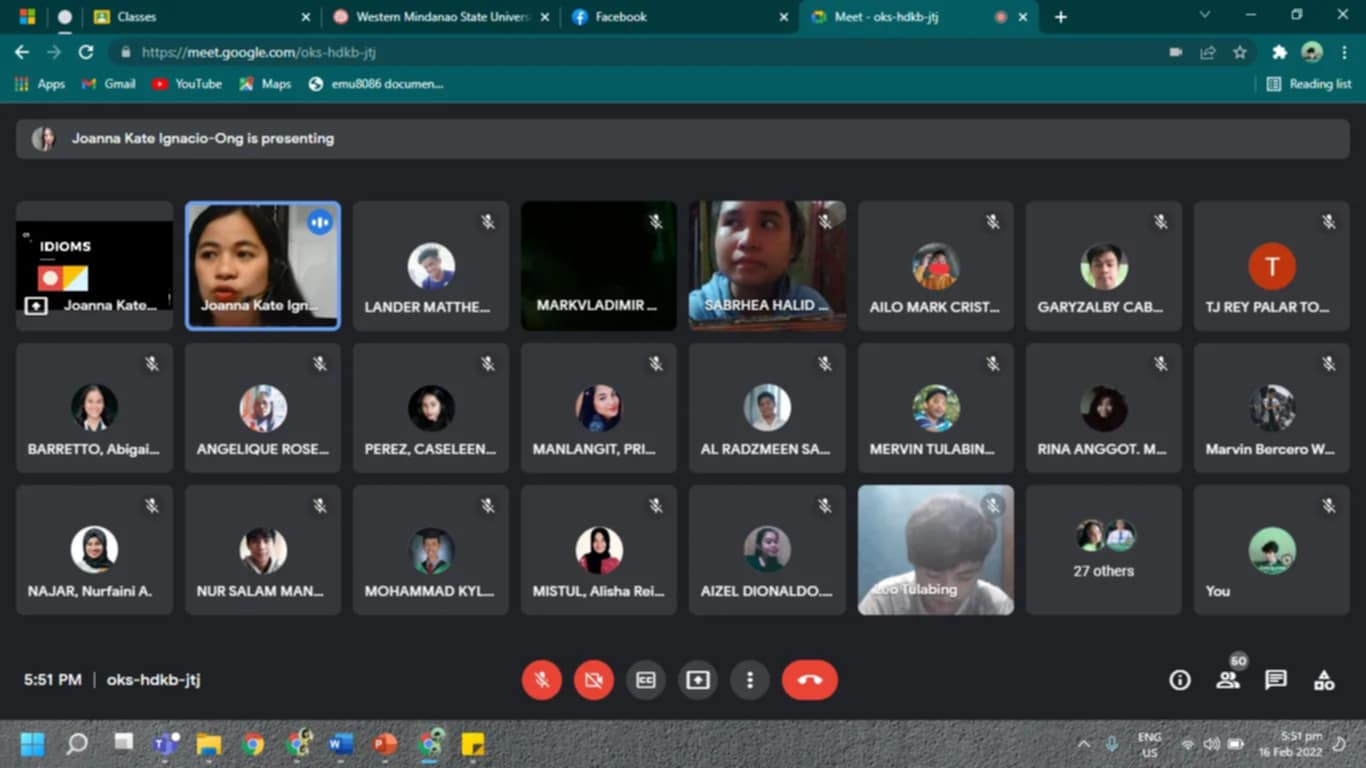 Classes
Western Mindanao State Univers
Facebook
Meet - oks-hdkb-jtj
https://meet.google.com/oks-hdkb-jtj
Apps
Gmail
YouTube
Maps
emu8086 documen...
Reading list
Joanna Kate Ignacio-Ong is presenting
IDIOMS
Joanna Kate...
Joanna Kate Ign...
LANDER MATTHE...
MARKVLADIMIR ...
SABRHEA HALID ...
AILO MARK CRIST...
GARYZALBY CAB...
T
TJ REY PALAR TO...
BARRETTO, Abigai...
ANGELIQUE ROSE...
PEREZ, CASELEEN...
MANLANGIT, PRI...
AL RADZMEEN SA...
MERVIN TULABIN...
RINA ANGGOT. M...
Marvin Bercero W...
NAJAR, Nurfaini A.
NUR SALAM MAN...
MOHAMMAD KYL...
MISTUL, Alisha Rei...
AIZEL DIONALDO....
Tulabing
27 others
You
5:51 PM | oks-hdkb-jtj
CC
50
ENG
US
5:51 pm
16 Feb 2022